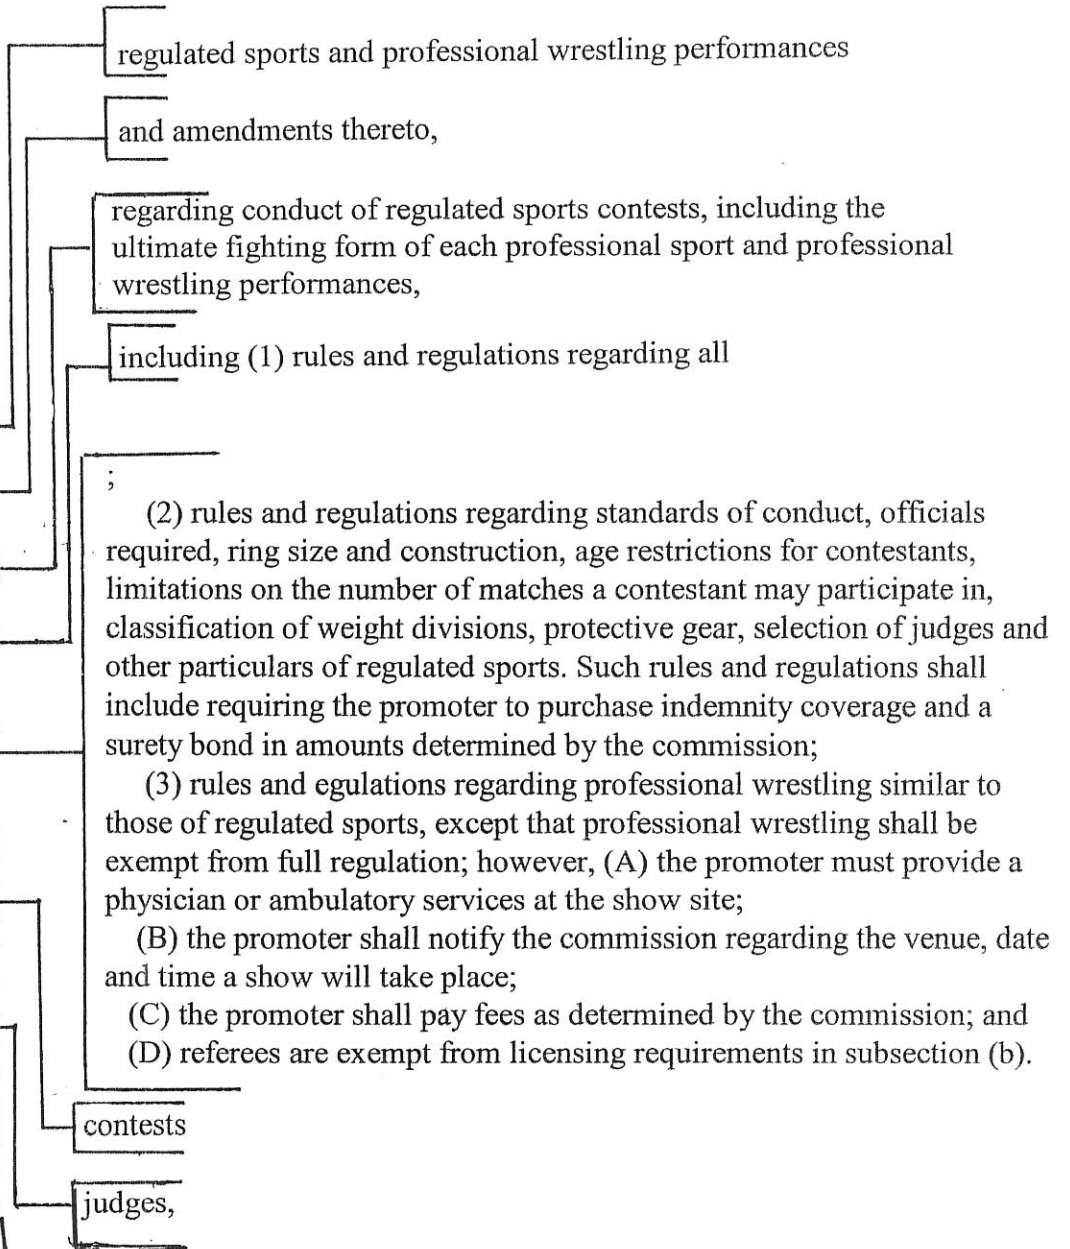 regulated sports and professional wrestling performances
and amendments thereto,
regarding conduct of regulated sports contests, including the
ultimate fighting form of each professional sport and professional
wrestling performances,
including (1) rules and regulations regarding all
;
(2) rules and regulations regarding standards of conduct, officials
required, ring size and construction, age restrictions for contestants,
limitations on the number of matches a contestant may participate in,
classification of weight divisions, protective gear, selection of judges and
other particulars of regulated sports. Such rules and regulations shall
include requiring the promoter to purchase indemnity coverage and a
surety bond in amounts determined by the commission;
(3) rules and egulations regarding professional wrestling similar to
those of regulated sports, except that professional wrestling shall be
exempt from full regulation; however, (A) the promoter must provide a
physician or ambulatory services at the show site;
(B) the promoter shall notify the commission regarding the venue, date
and time a show will take place;
(C) the promoter shall pay fees as determined by the commission; and
(D) referees are exempt from licensing requirements in subsection (b).
contests
judges,